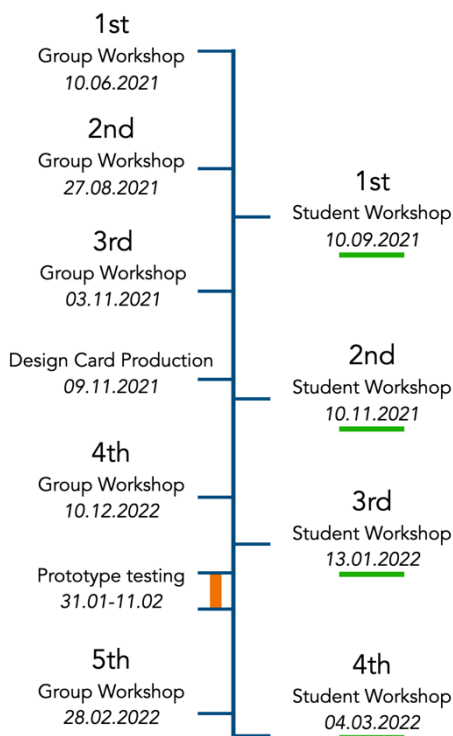 1st
Group Workshop
10.06.2021
2nd
Group Workshop
27.08.2021
1st
Student Workshop
10.09.2021
3rd
Group Workshop
03.11.2021
Design Card Production
09.11.2021
2nd
Student Workshop
10.11.2021
4th
Group Workshop
10.12.2022
3rd
Student Workshop
13.01.2022
Prototype testing
31.01-11.02
5th
Group Workshop
28.02.2022
4th
Student Workshop
04.03.2022